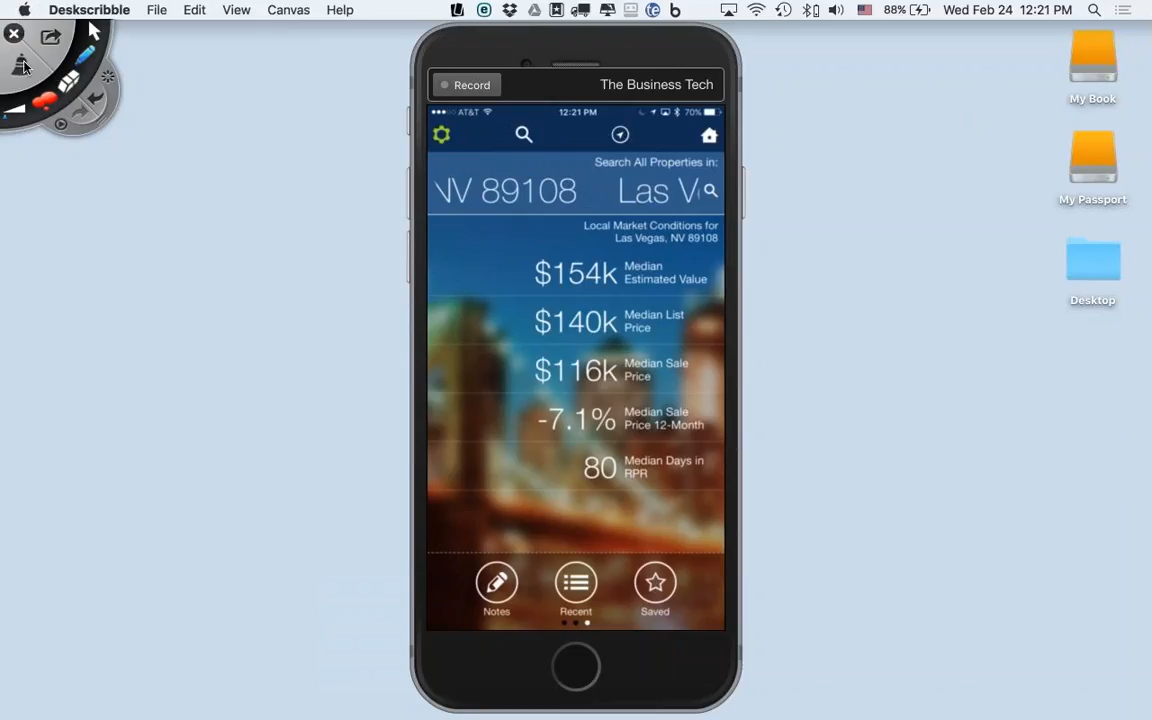 Deskscribble File Edit View Canvas Help
88% Wed Feb 24 12:21 PM
Record The Business Tech
AT&T 12:21 PM 70%
Search All Properties in:
NV 89108 Las V
Local Market Conditions for
Las Vegas, NV 89108
$154k Median
Estimated Value
$140k Median List
Price
$116k Median Sale
Price
-7.1% Median Sale
Price 12-Month
80 Median Days in
RPR
Notes Recent Saved
My Book
My Passport
Desktop